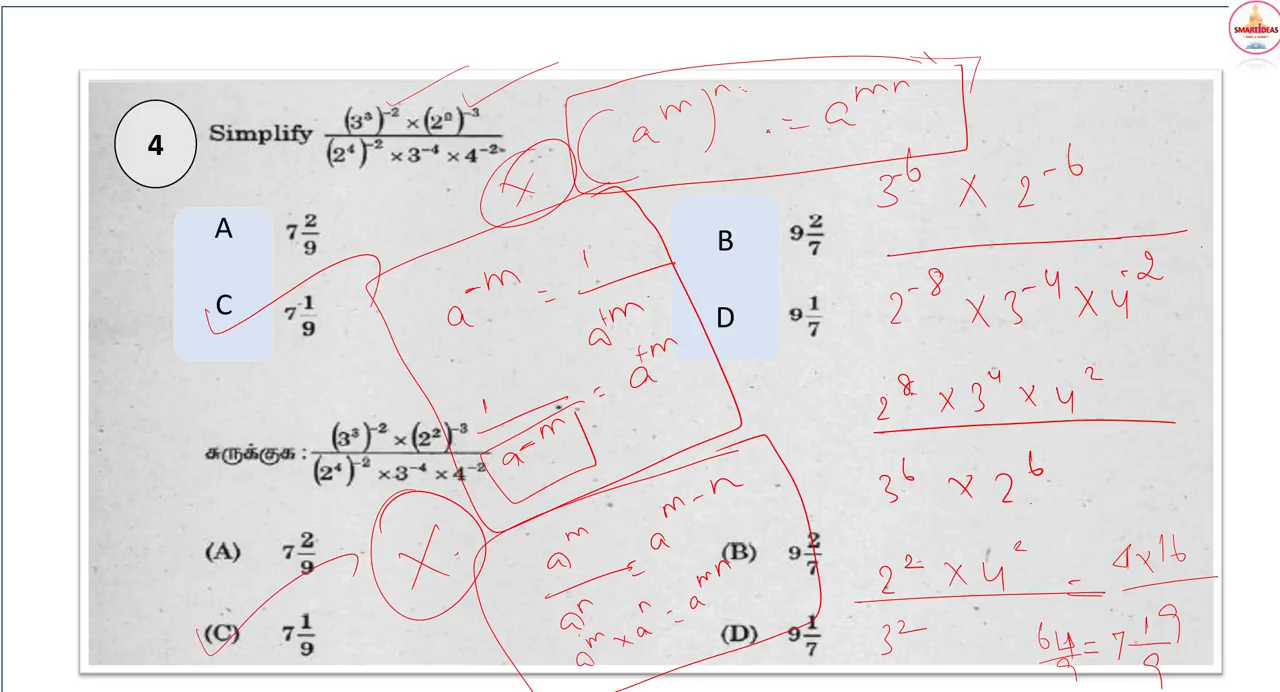 SMARTIDEAS
4
Simplify (3³)⁻² × (2²)⁻³ / (2⁴)⁻² × 3⁻⁴ × 4⁻²
(aᵐ)ⁿ = aᵐⁿ
A 7 2/9
B 9 2/7
C 7 1/9
D 9 1/7
a⁻ᵐ = 1/a⁺ᵐ
1/a⁻ᵐ = a⁺ᵐ
3⁻⁶ × 2⁻⁶
2⁻⁸ × 3⁻⁴ × 4⁻²
2⁸ × 3⁴ × 4²
3⁶ × 2⁶
2² × 4² / 3² = 4 × 16 / 9
64/9 = 7 1/9
சுருக்குக : (3³)⁻² × (2²)⁻³ / (2⁴)⁻² × 3⁻⁴ × 4⁻²
aᵐ/aⁿ = aᵐ⁻ⁿ
aᵐ × aⁿ = aᵐⁿ
(A) 7 2/9
(B) 9 2/7
(C) 7 1/9
(D) 9 1/7